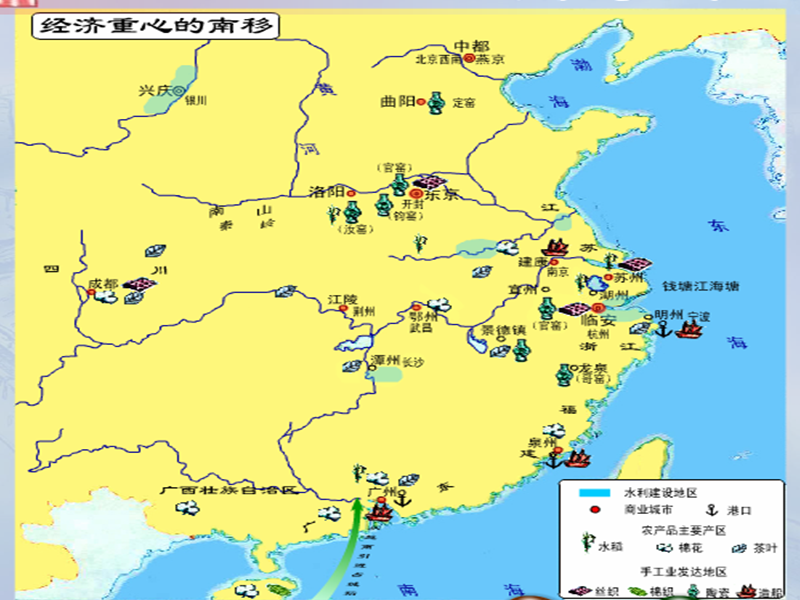 经济重心的南移
中都
北京西南 燕京
渤
海
兴庆
银川
黄
河
曲阳
定窑
(官窑)
洛阳
东京
开封
(钧窑)
(汝窑)
南 山
秦 岭
江
苏
东
海
四
川
成都
建康
南京
苏州
钱塘江海塘
宜州
湖州
江陵
荆州
鄂州
武昌
景德镇
(官窑)
临安
杭州
明州 宁波
浙 江
潭州 长沙
龙泉
(哥窑)
福
建
泉州
广西壮族自治区
广州
广
东
南
海
水利建设地区
商业城市
港口
农产品主要产区
水稻
棉花
茶叶
手工业发达地区
丝织
棉织
陶瓷
造船